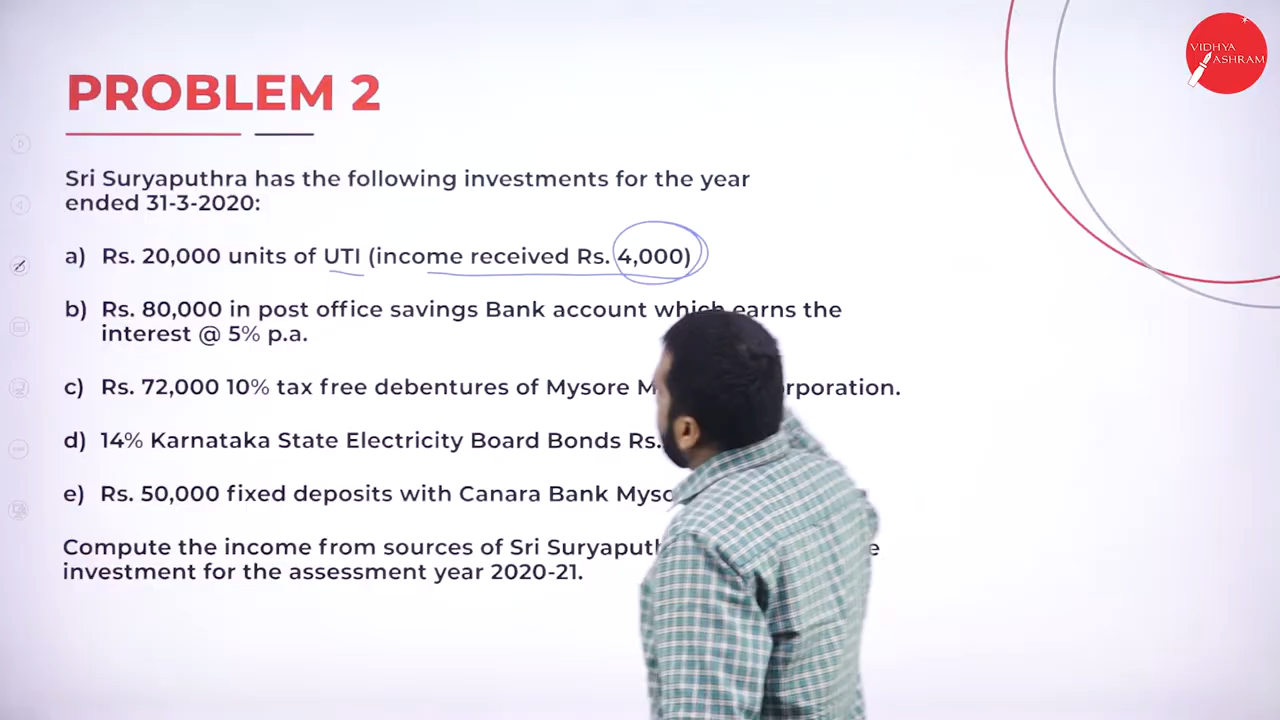 VIDHYA
ASHRAM
PROBLEM 2
Sri Suryaputhra has the following investments for the year
ended 31-3-2020:
a) Rs. 20,000 units of UTI (income received Rs. 4,000)
b) Rs. 80,000 in post office savings Bank account which earns the
interest @ 5% p.a.
c) Rs. 72,000 10% tax free debentures of Mysore
d) 14% Karnataka State Electricity Board Bonds Rs.
e) Rs. 50,000 fixed deposits with Canara Bank
Compute the income from sources of Sri
investment for the assessment year 2020-21.